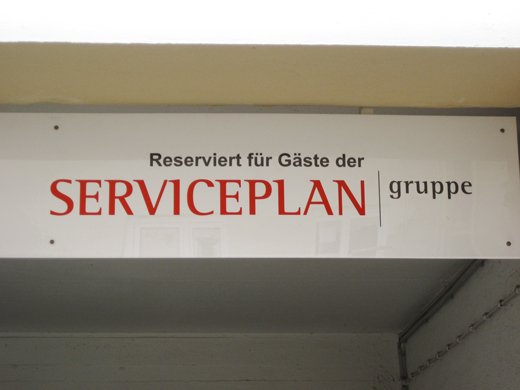 Reserviert für Gäste der
SERVICEPLAN gruppe